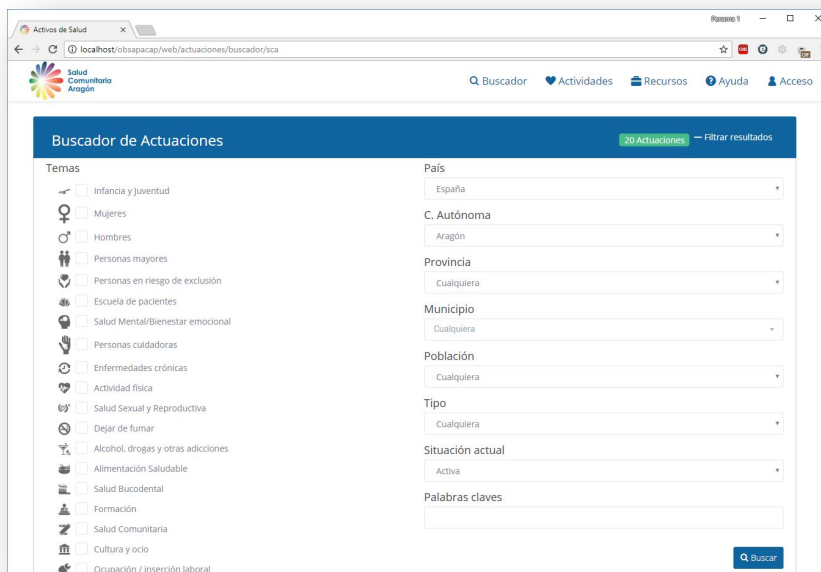 Activos de Salud
Persona 1
localhost/obsapacap/web/actuaciones/buscador/sca
Salud
Comunitaria
Aragón
Buscador
Actividades
Recursos
Ayuda
Acceso
Buscador de Actuaciones
20 Actuaciones
Filtrar resultados
Temas
Infancia y Juventud
Mujeres
Hombres
Personas mayores
Personas en riesgo de exclusión
Escuela de pacientes
Salud Mental/Bienestar emocional
Personas cuidadoras
Enfermedades crónicas
Actividad física
Salud Sexual y Reproductiva
Dejar de fumar
Alcohol, drogas y otras adicciones
Alimentación Saludable
Salud Bucodental
Formación
Salud Comunitaria
Cultura y ocio
Ocupación / inserción laboral
País
España
C. Autónoma
Aragón
Provincia
Cualquiera
Municipio
Cualquiera
Población
Cualquiera
Tipo
Cualquiera
Situación actual
Activa
Palabras claves
Buscar